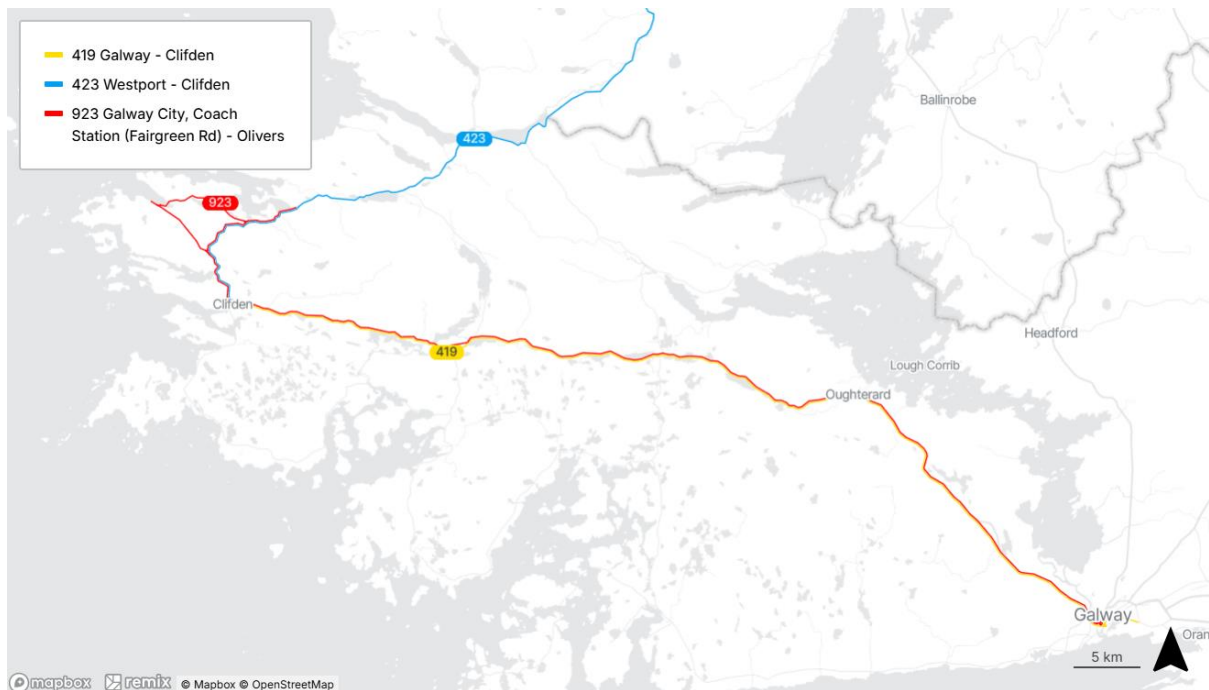 419 Galway - Clifden
423 Westport - Clifden
923 Galway City, Coach
Station (Fairgreen Rd) - Olivers
Ballinrobe
423
923
Clifden
Headford
419
Lough Corrib
Oughterard
Galway
Oran
5 km
mapbox remix © Mapbox © OpenStreetMap